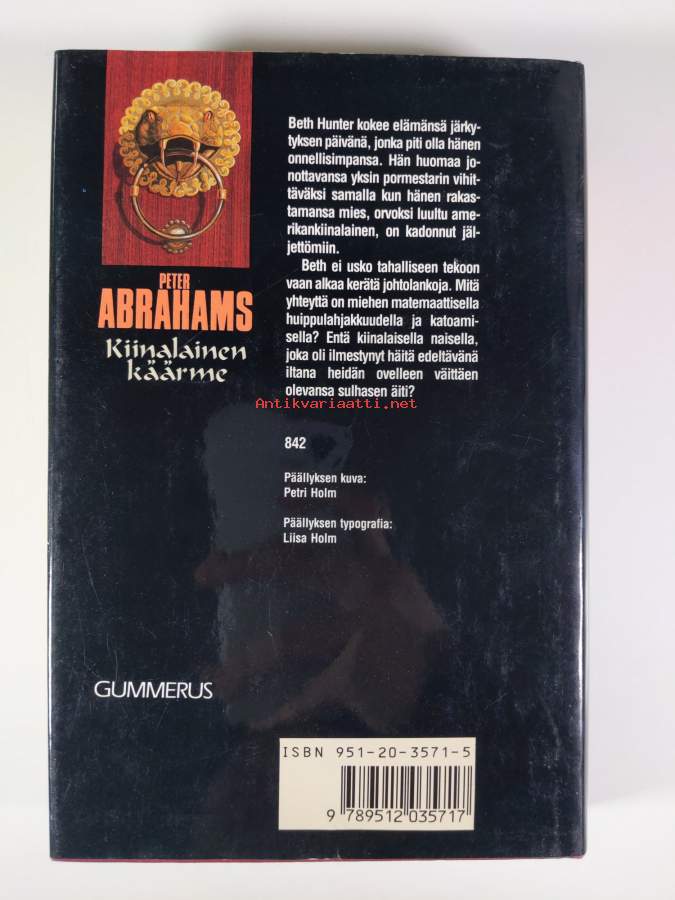 Beth Hunter kokee elämänsä järky-
tyksen päivänä, jonka piti olla hänen
onnellisimpansa. Hän huomaa jo-
nottavansa yksin pormestarin vihit-
täväksi samalla kun hänen rakas-
tamansa mies, orvoksi luultu ame-
rikankiinalainen, on kadonnut jäl-
jettömiin.
Beth ei usko tahalliseen tekoon
vaan alkaa kerätä johtolankoja. Mitä
yhteyttä on miehen matemaattisella
huippulahjakkuudella ja katoami-
sella? Entä kiinalaisella naisella,
joka oli ilmestynyt häitä edeltävänä
iltana heidän ovelleen väittäen
olevansa sulhasen äiti?
PETER
ABRAHAMS
Kiinalainen
käärme
Antikvariaatti.net
842
Päällyksen kuva:
Petri Holm
Päällyksen typografia:
Liisa Holm
GUMMERUS
ISBN 951-20-3571-5
9 789512 035717